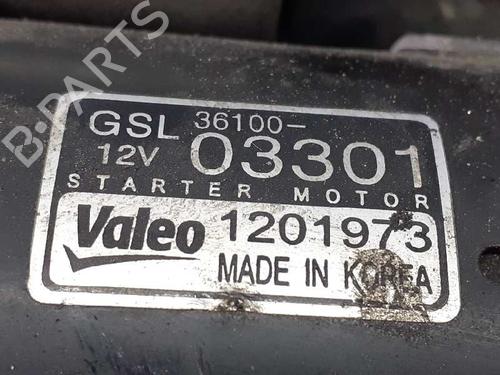 B-PARTS
GSL 36100-
12V 03301
STARTER MOTOR
Valeo 1201973
MADE IN KOREA